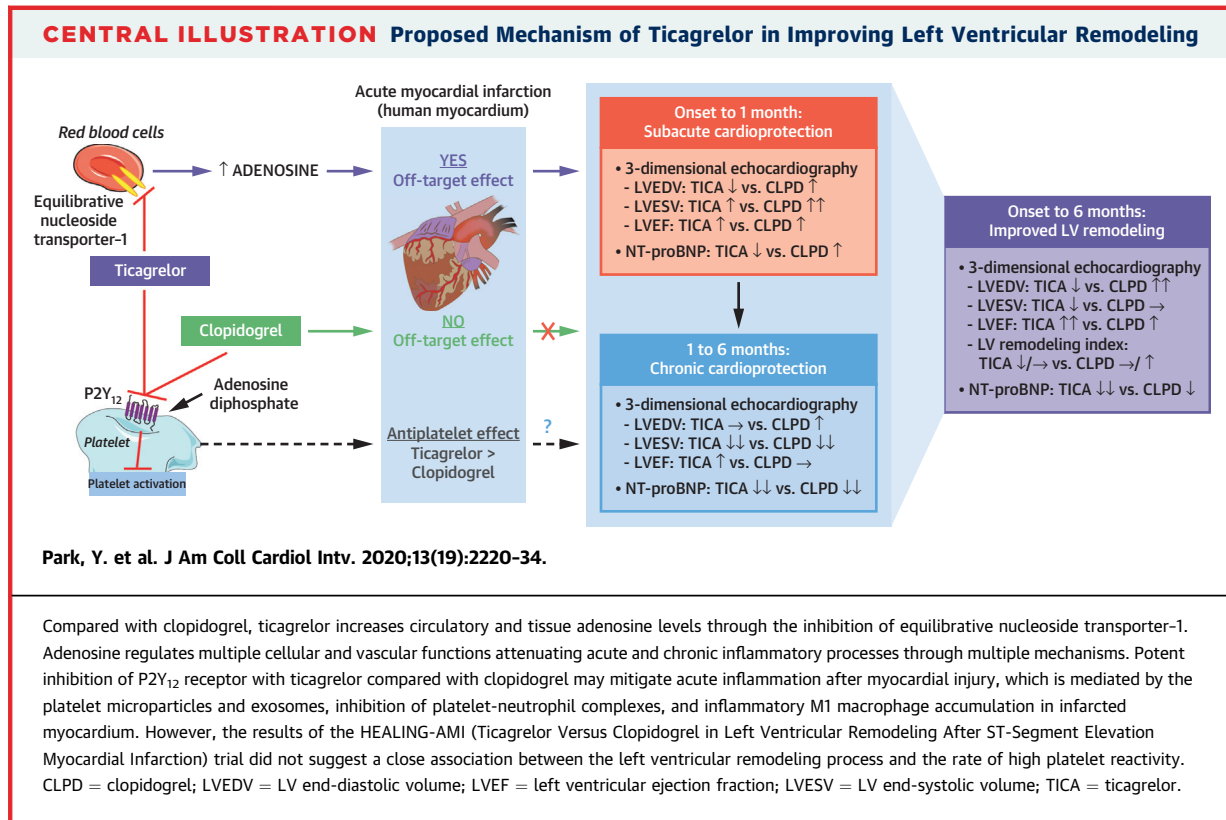 CENTRAL ILLUSTRATION Proposed Mechanism of Ticagrelor in Improving Left Ventricular Remodeling
Acute myocardial infarction
(human myocardium)
Red blood cells
Equilibrative
nucleoside
transporter-1
↑ ADENOSINE
YES
Off-target effect
Ticagrelor
Clopidogrel
NO
Off-target effect
P2Y12
Adenosine
diphosphate
Platelet
Platelet activation
Antiplatelet effect
Ticagrelor >
Clopidogrel
?
Onset to 1 month:
Subacute cardioprotection
• 3-dimensional echocardiography
- LVEDV: TICA ↓ vs. CLPD ↑
- LVESV: TICA ↑ vs. CLPD ↑↑
- LVEF: TICA ↑ vs. CLPD ↑
• NT-proBNP: TICA ↓ vs. CLPD ↑
1 to 6 months:
Chronic cardioprotection
• 3-dimensional echocardiography
- LVEDV: TICA → vs. CLPD ↑
- LVESV: TICA ↓↓ vs. CLPD ↓↓
- LVEF: TICA ↑ vs. CLPD →
• NT-proBNP: TICA ↓↓ vs. CLPD ↓↓
Onset to 6 months:
Improved LV remodeling
• 3-dimensional echocardiography
- LVEDV: TICA ↓ vs. CLPD ↑↑
- LVESV: TICA ↓ vs. CLPD →
- LVEF: TICA ↑↑ vs. CLPD ↑
- LV remodeling index:
TICA ↓/→ vs. CLPD →/ ↑
• NT-proBNP: TICA ↓↓ vs. CLPD ↓
Park, Y. et al. J Am Coll Cardiol Intv. 2020;13(19):2220-34.
Compared with clopidogrel, ticagrelor increases circulatory and tissue adenosine levels through the inhibition of equilibrative nucleoside transporter-1.
Adenosine regulates multiple cellular and vascular functions attenuating acute and chronic inflammatory processes through multiple mechanisms. Potent
inhibition of P2Y12 receptor with ticagrelor compared with clopidogrel may mitigate acute inflammation after myocardial injury, which is mediated by the
platelet microparticles and exosomes, inhibition of platelet-neutrophil complexes, and inflammatory M1 macrophage accumulation in infarcted
myocardium. However, the results of the HEALING-AMI (Ticagrelor Versus Clopidogrel in Left Ventricular Remodeling After ST-Segment Elevation
Myocardial Infarction) trial did not suggest a close association between the left ventricular remodeling process and the rate of high platelet reactivity.
CLPD = clopidogrel; LVEDV = LV end-diastolic volume; LVEF = left ventricular ejection fraction; LVESV = LV end-systolic volume; TICA = ticagrelor.